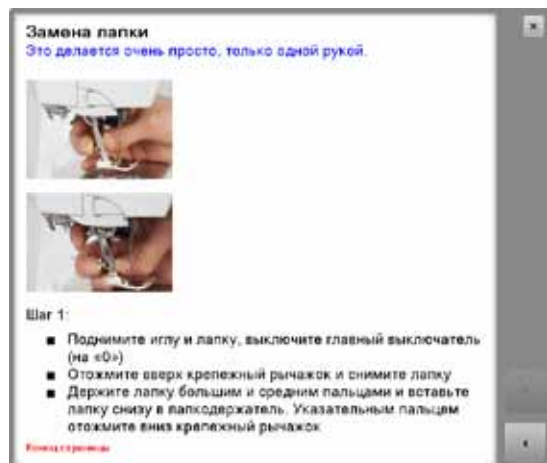 Замена лапки
Это делается очень просто, только одной рукой.
Шаг 1:
■ Поднимите иглу и лапку, выключите главный выключатель
(на «0»)
■ Отожмите вверх крепежный рычажок и снимите лапку
■ Держите лапку большим и средним пальцами и вставьте
лапку снизу в лапкодержатель. Указательным пальцем
отожмите вниз крепежный рычажок
Конец страницы